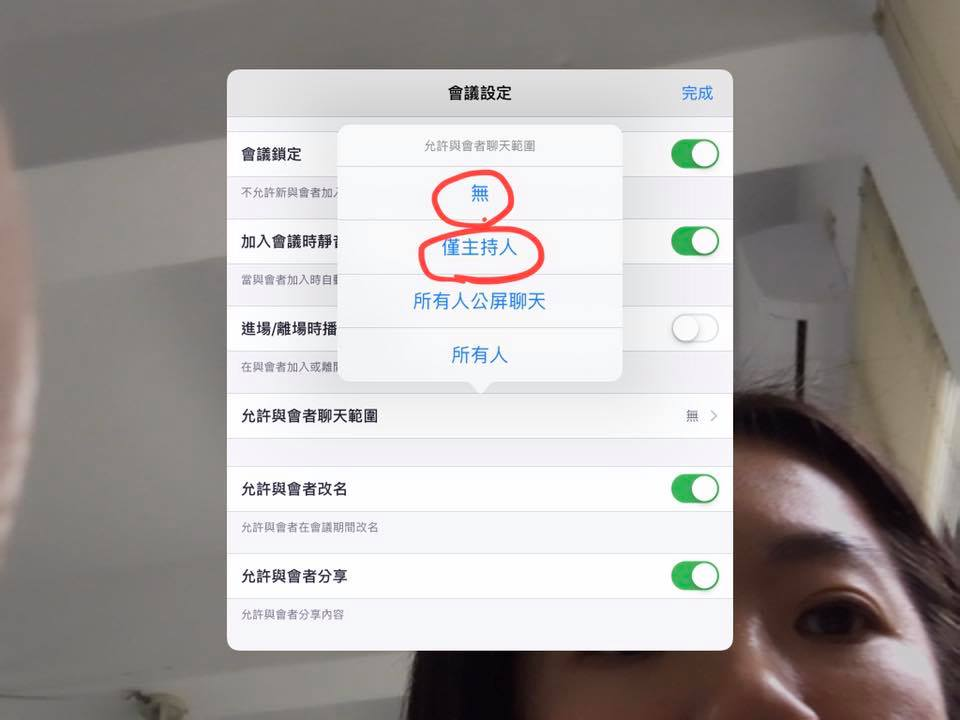 會議設定
完成
允許與會者聊天範圍
無
僅主持人
所有人公屏聊天
所有人
會議鎖定
不允許新與會者加入
加入會議時靜音
當與會者加入時自動
進場/離場時播
在與會者加入或離開
允許與會者聊天範圍
無
允許與會者改名
允許與會者在會議期間改名
允許與會者分享
允許與會者分享內容